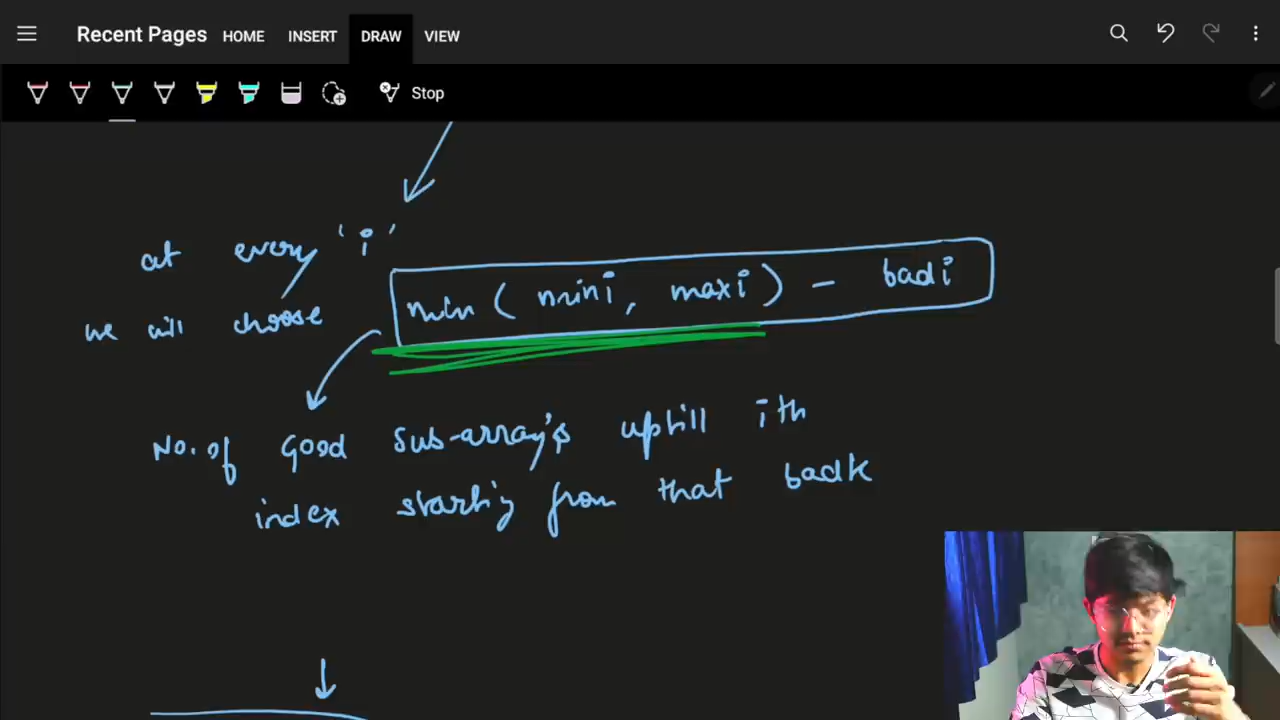 Recent Pages HOME INSERT DRAW VIEW
Stop
at every 'i'
we will choose min ( mini, maxi ) - badi
No. of Good sub-array's uptill ith
index starting from that badk